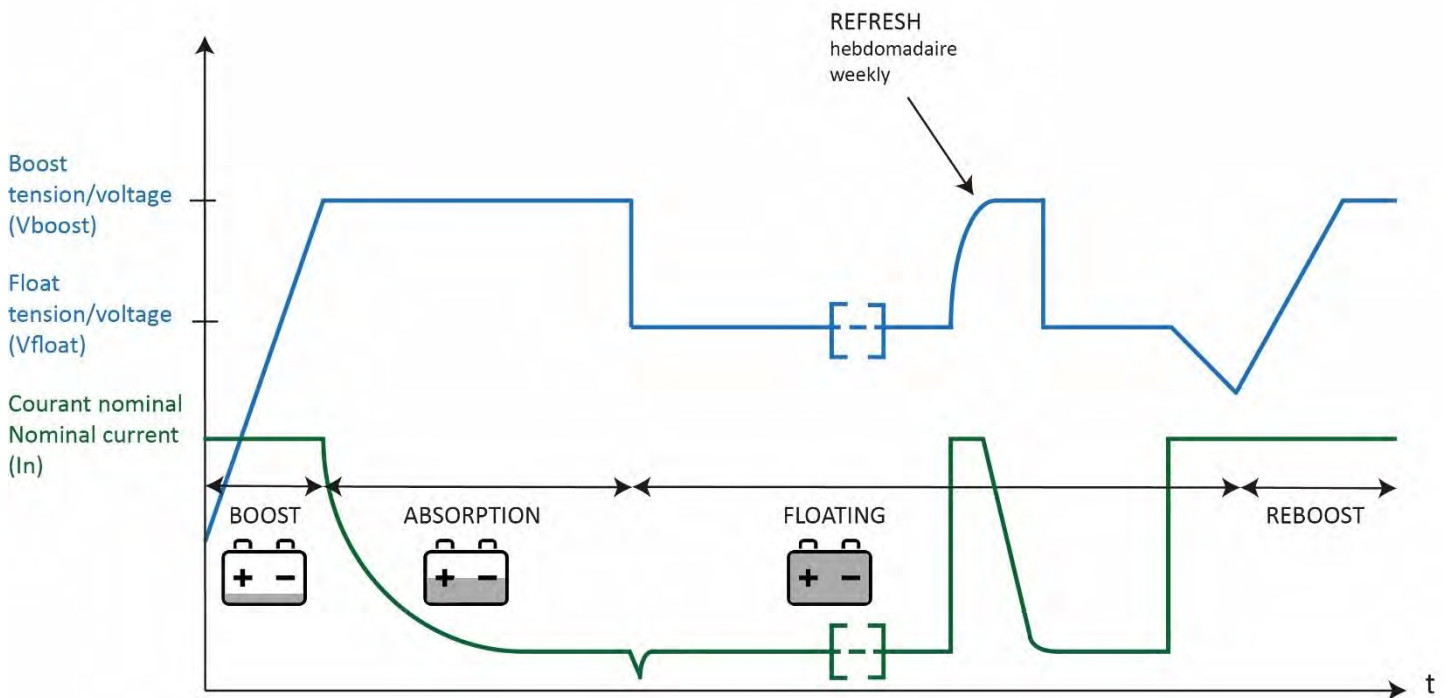 REFRESH
hebdomadaire
weekly
Boost
tension/voltage
(Vboost)
Float
tension/voltage
(Vfloat)
Courant nominal
Nominal current
(In)
BOOST
ABSORPTION
FLOATING
REBOOST
+ −
+ −
+ −
t